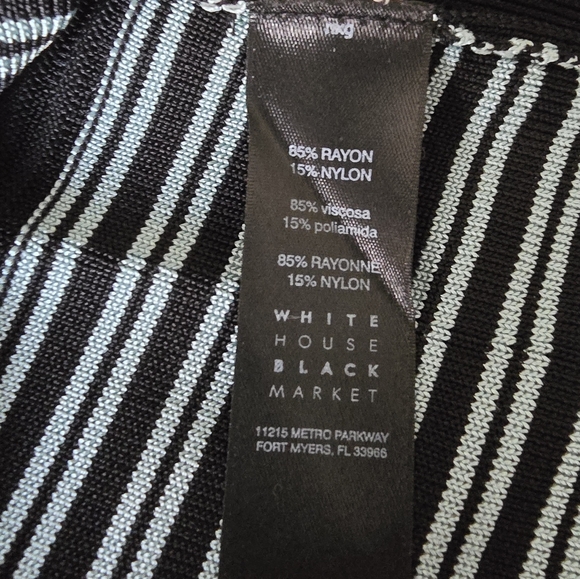 85% RAYON
15% NYLON
85% viscosa
15% poliamida
85% RAYONNE
15% NYLON
WHITE
HOUSE
BLACK
MARKET
11215 METRO PARKWAY
FORT MYERS, FL 33966